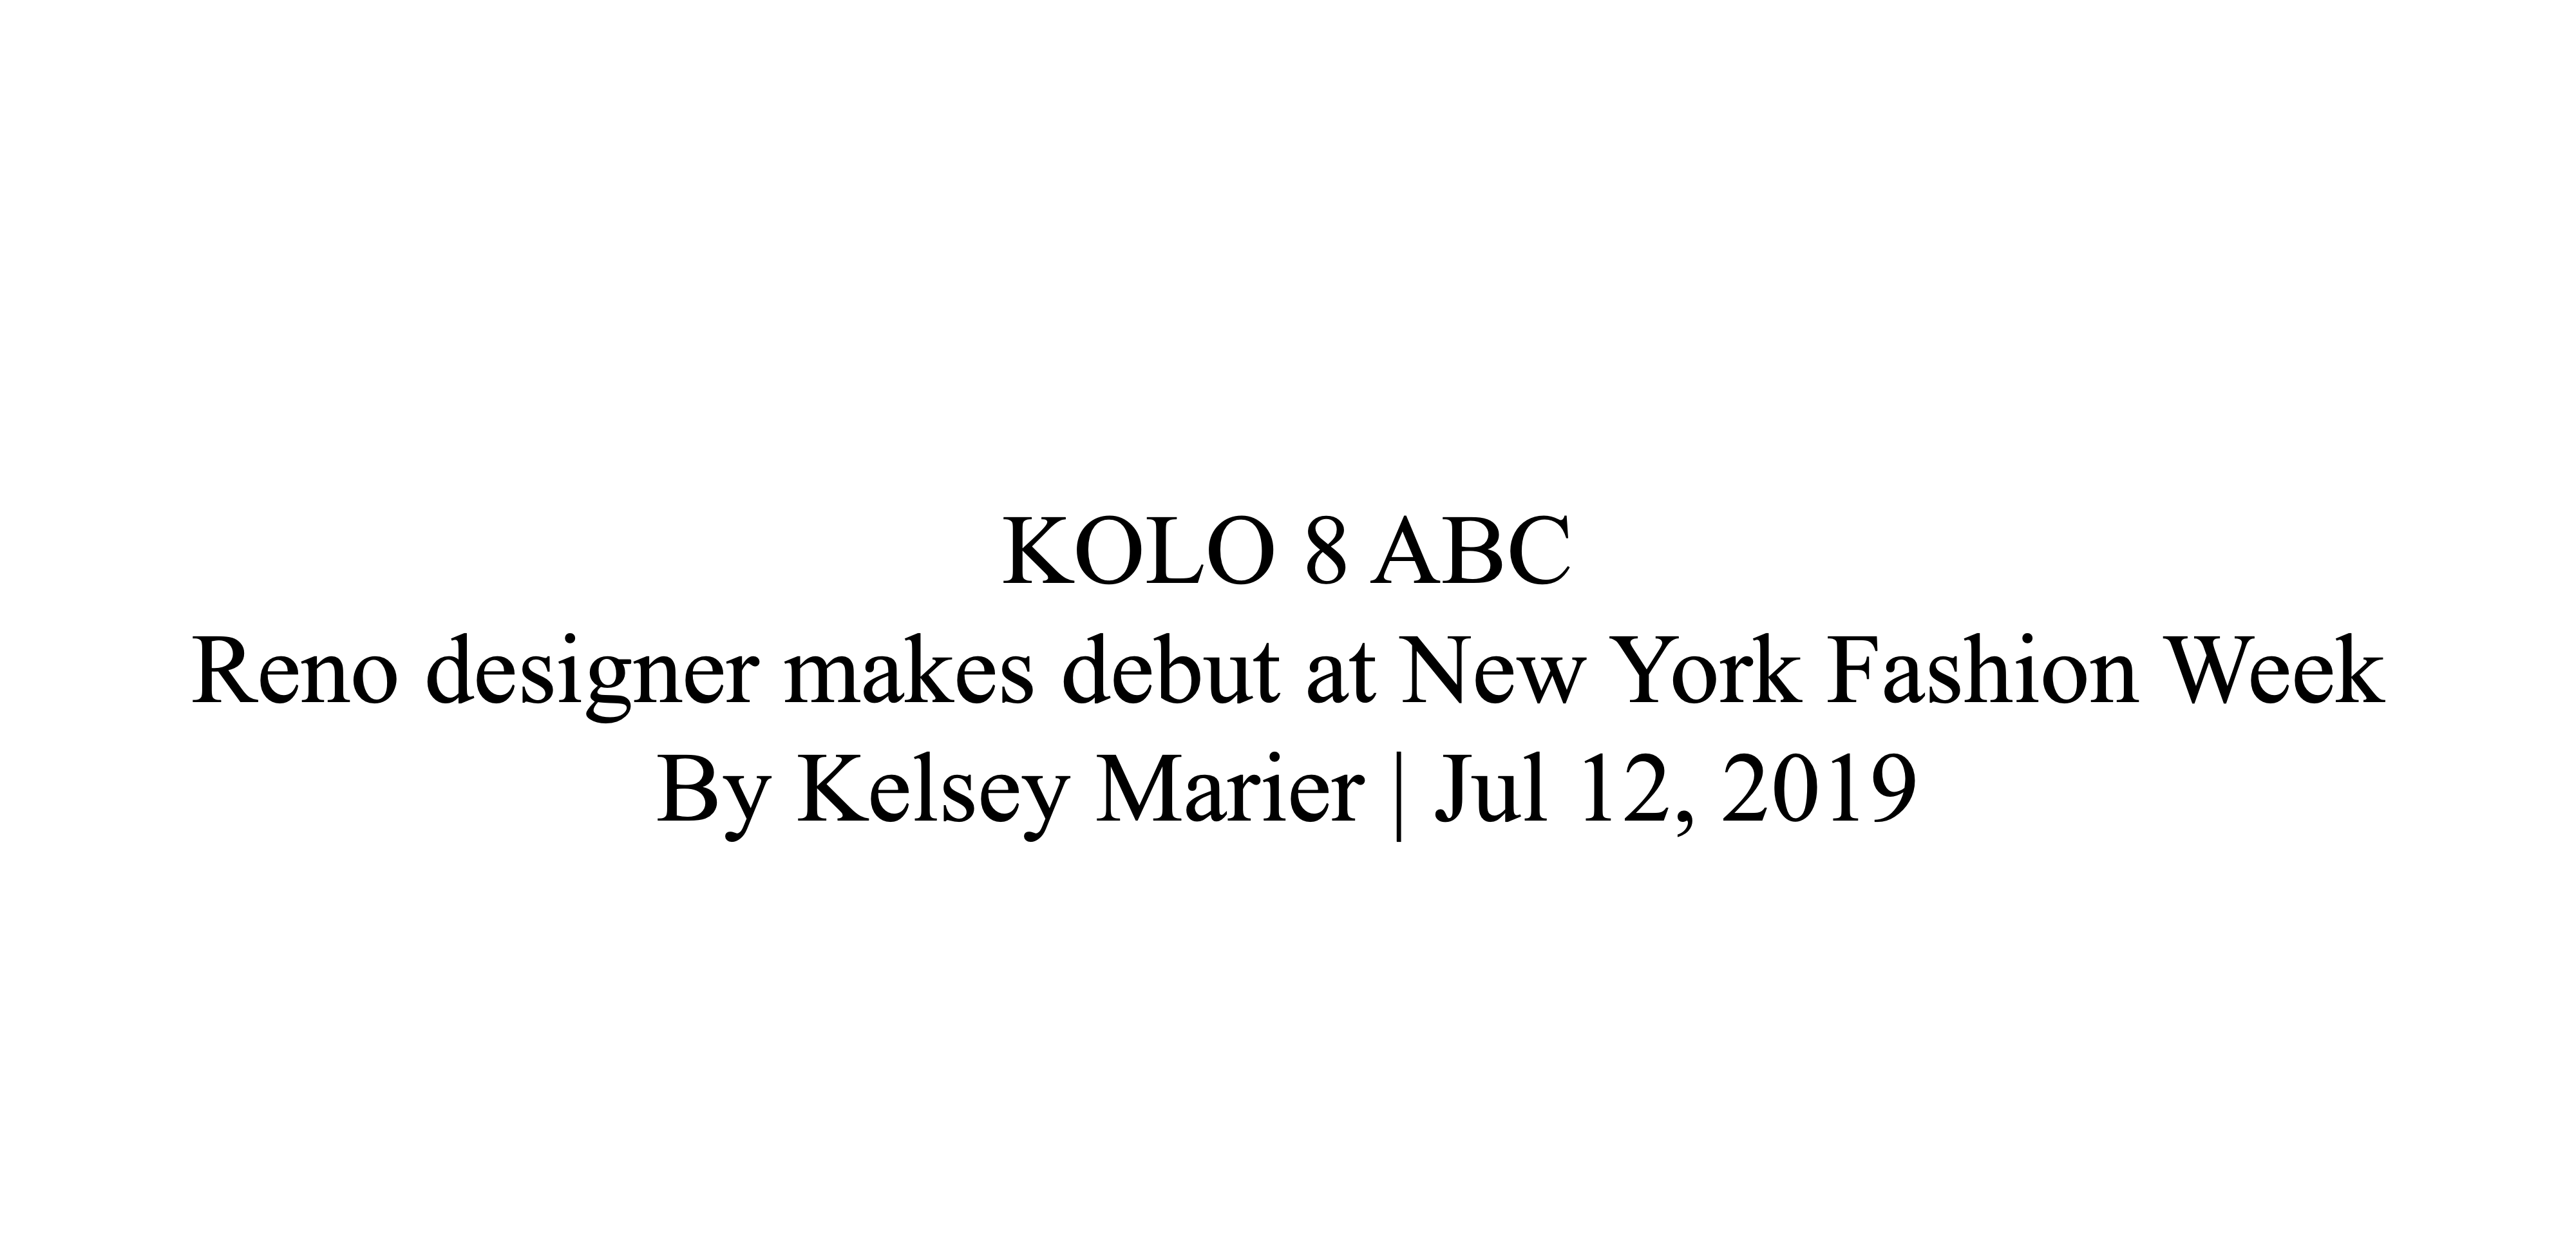 KOLO 8 ABC
Reno designer makes debut at New York Fashion Week
By Kelsey Marier | Jul 12, 2019